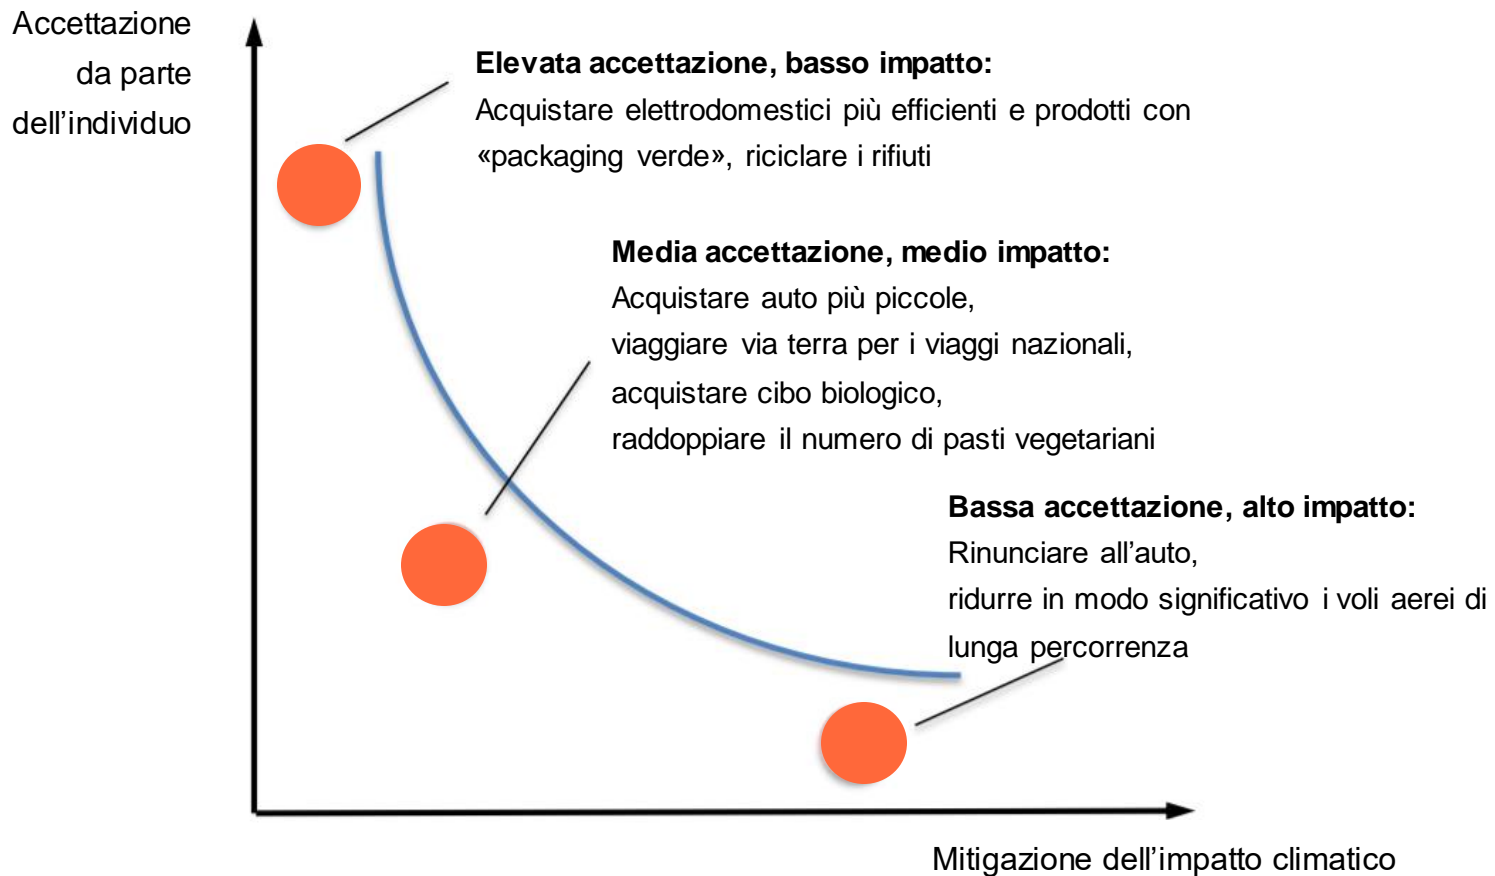 Accettazione
da parte
dell’individuo
Elevata accettazione, basso impatto:
Acquistare elettrodomestici più efficienti e prodotti con
«packaging verde», riciclare i rifiuti
Media accettazione, medio impatto:
Acquistare auto più piccole,
viaggiare via terra per i viaggi nazionali,
acquistare cibo biologico,
raddoppiare il numero di pasti vegetariani
Bassa accettazione, alto impatto:
Rinunciare all’auto,
ridurre in modo significativo i voli aerei di
lunga percorrenza
Mitigazione dell’impatto climatico